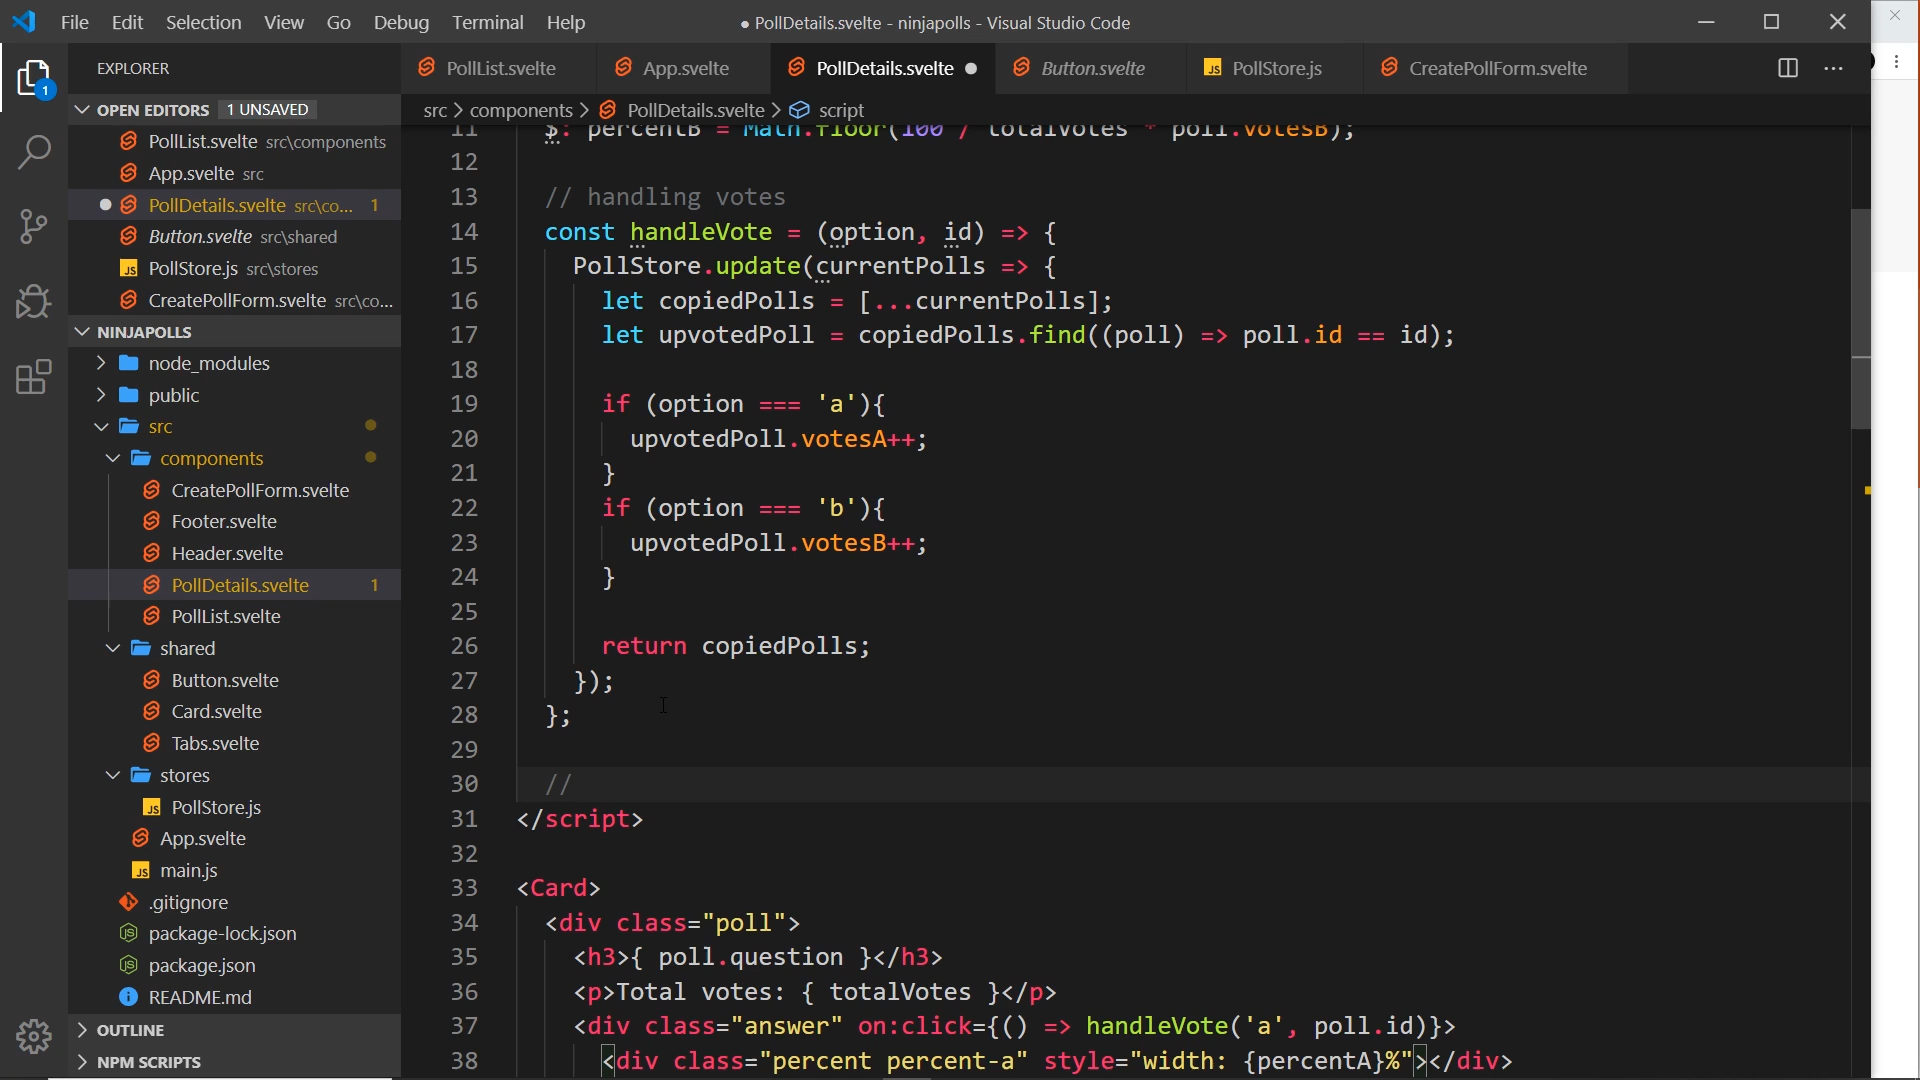 File Edit Selection View Go Debug Terminal Help
● PollDetails.svelte - ninjapolls - Visual Studio Code
EXPLORER
OPEN EDITORS 1 UNSAVED
PollList.svelte src\components
App.svelte src
PollDetails.svelte src\co... 1
Button.svelte src\shared
PollStore.js src\stores
CreatePollForm.svelte src\co...
NINJAPOLLS
node_modules
public
src
components
CreatePollForm.svelte
Footer.svelte
Header.svelte
PollDetails.svelte 1
PollList.svelte
shared
Button.svelte
Card.svelte
Tabs.svelte
stores
PollStore.js
App.svelte
main.js
.gitignore
package-lock.json
package.json
README.md
OUTLINE
NPM SCRIPTS
PollList.svelte App.svelte PollDetails.svelte Button.svelte PollStore.js CreatePollForm.svelte
src > components > PollDetails.svelte > script
11 $: percentB = Math.floor(100 / totalVotes * poll.votesB);
12
13 // handling votes
14 const handleVote = (option, id) => {
15 PollStore.update(currentPolls => {
16 let copiedPolls = [...currentPolls];
17 let upvotedPoll = copiedPolls.find((poll) => poll.id == id);
18
19 if (option === 'a'){
20 upvotedPoll.votesA++;
21 }
22 if (option === 'b'){
23 upvotedPoll.votesB++;
24 }
25
26 return copiedPolls;
27 });
28 };
29
30 //
31 </script>
32
33 <Card>
34 <div class="poll">
35 <h3>{ poll.question }</h3>
36 <p>Total votes: { totalVotes }</p>
37 <div class="answer" on:click={() => handleVote('a', poll.id)}>
38 <div class="percent percent-a" style="width: {percentA}%"></div>